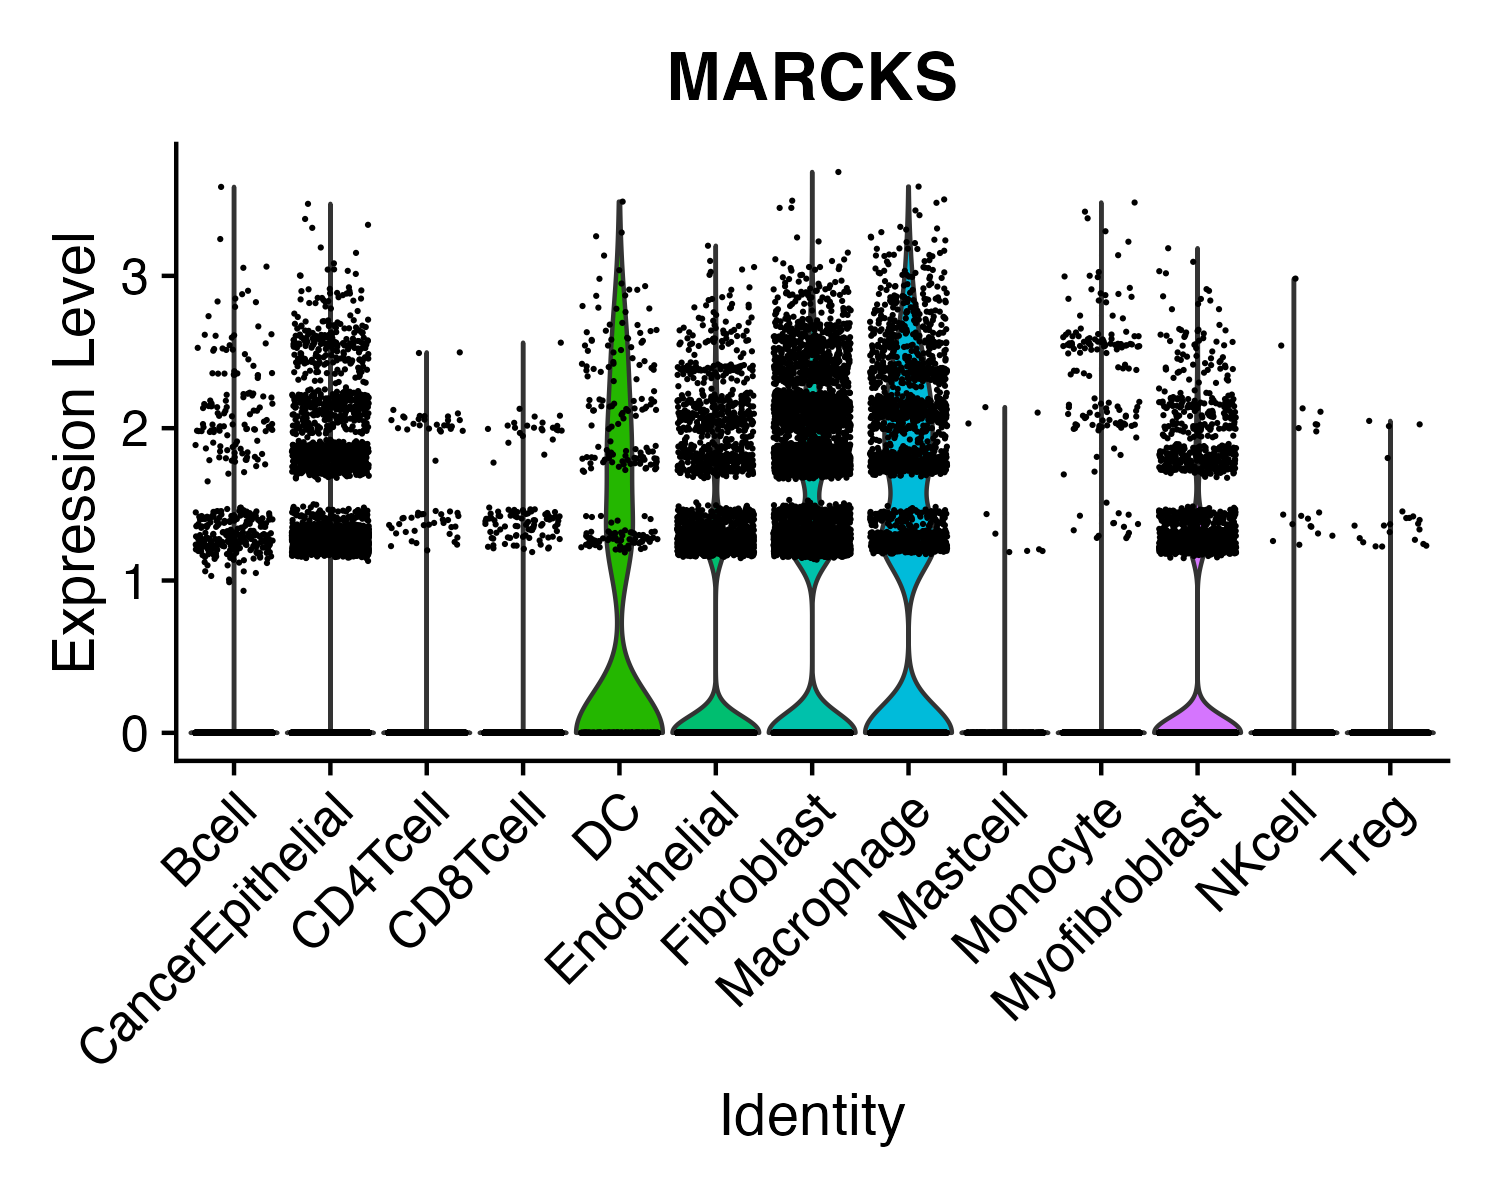 MARCKS
Expression Level
3
2
1
0
Bcell
CancerEpithelial
CD4Tcell
CD8Tcell
DC
Endothelial
Fibroblast
Macrophage
Mastcell
Monocyte
Myofibroblast
NKcell
Treg
Identity